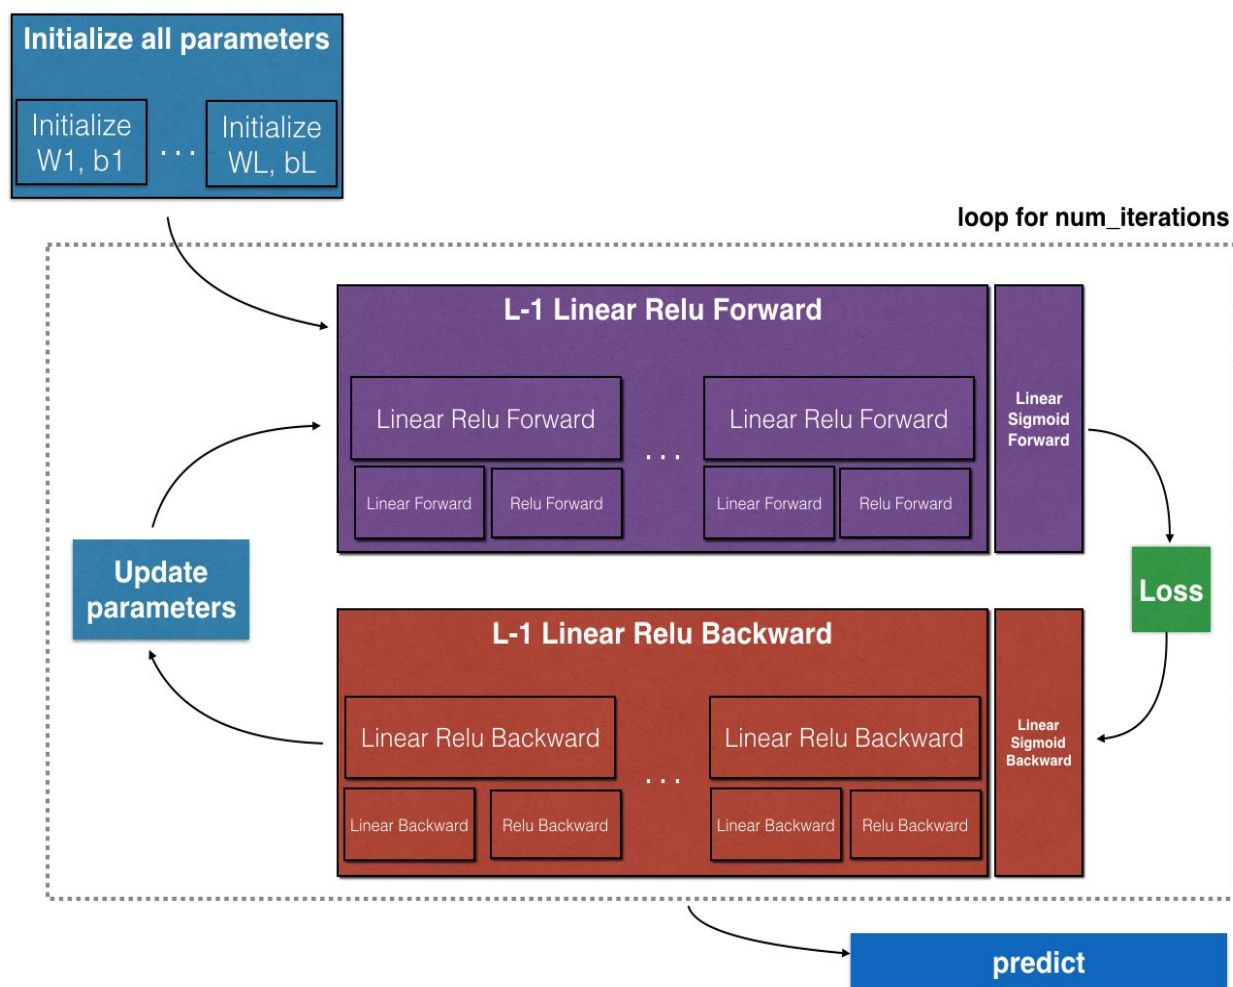 Initialize all parameters
Initialize
W1, b1
. . .
Initialize
WL, bL
loop for num_iterations
L-1 Linear Relu Forward
Linear Relu Forward
. . .
Linear Relu Forward
Linear Forward
Relu Forward
Linear Forward
Relu Forward
Linear
Sigmoid
Forward
Update
parameters
Loss
L-1 Linear Relu Backward
Linear Relu Backward
. . .
Linear Relu Backward
Linear Backward
Relu Backward
Linear Backward
Relu Backward
Linear
Sigmoid
Backward
predict